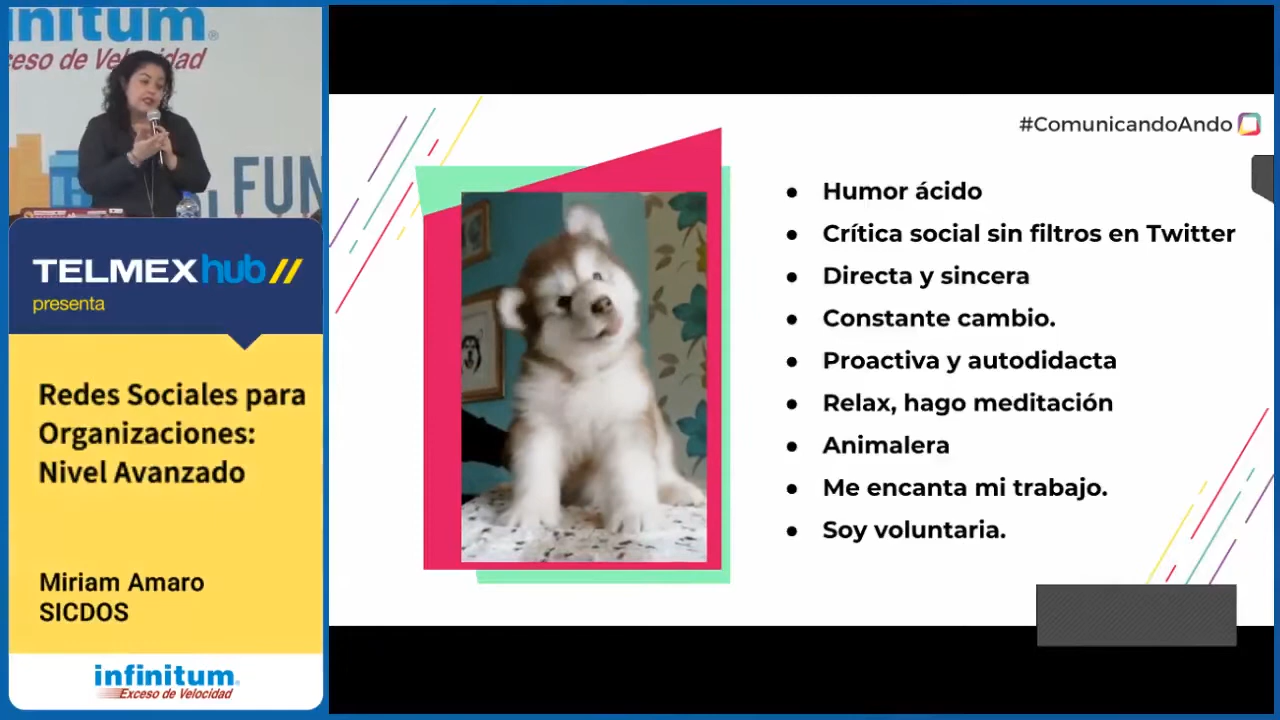 infinitum
Exceso de Velocidad
FUN
TELMEXhub//
presenta
Redes Sociales para
Organizaciones:
Nivel Avanzado
Miriam Amaro
SICDOS
infinitum
Exceso de Velocidad
#ComunicandoAndo
● Humor ácido
● Crítica social sin filtros en Twitter
● Directa y sincera
● Constante cambio.
● Proactiva y autodidacta
● Relax, hago meditación
● Animalera
● Me encanta mi trabajo.
● Soy voluntaria.